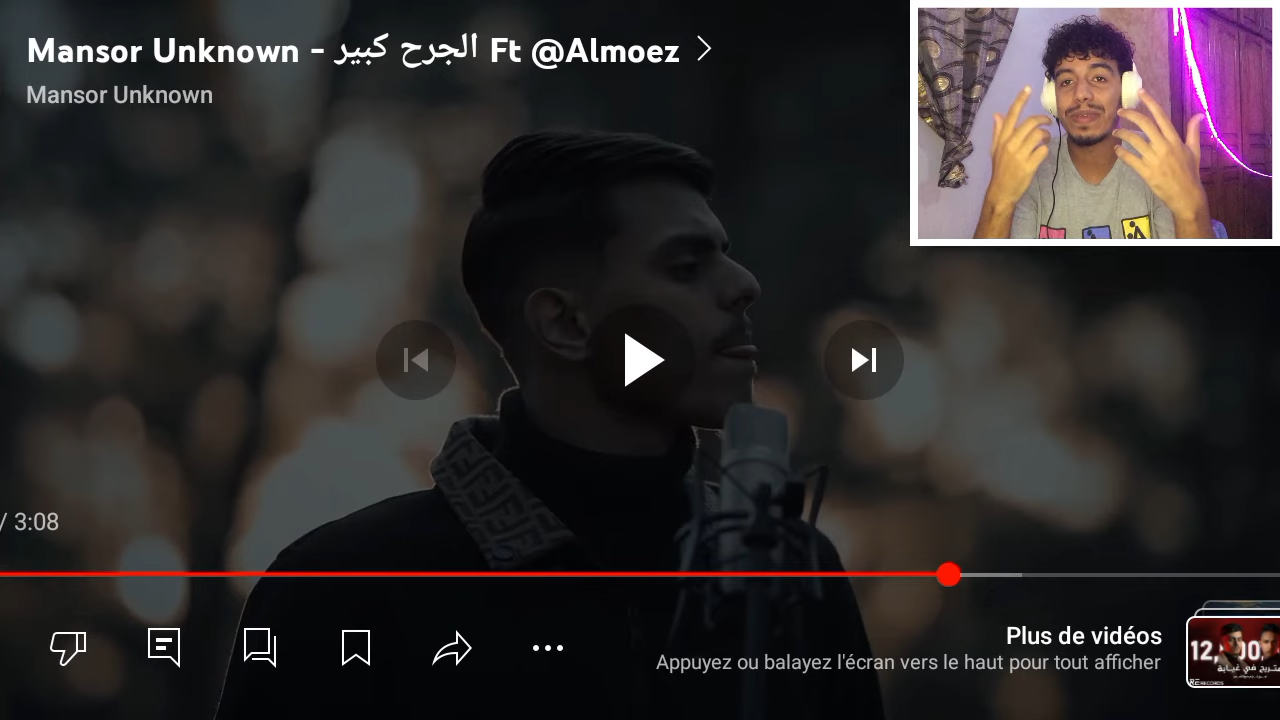 Mansor Unknown - الجرح كبير Ft @Almoez
Mansor Unknown
/ 3:08
Plus de vidéos
Appuyez ou balayez l'écran vers le haut pour tout afficher
RECORDS